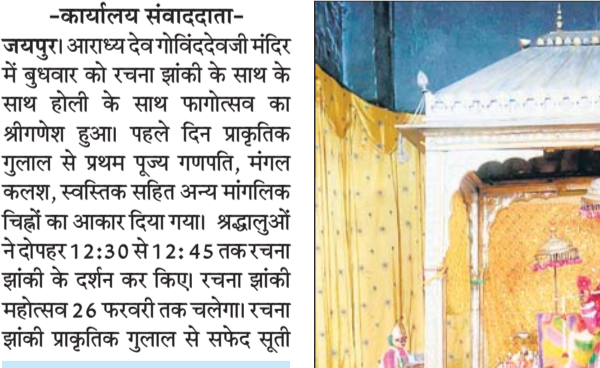 -कार्यालय संवाददाता-
जयपुर। आराध्य देव गोविंददेवजी मंदिर
में बुधवार को रचना झांकी के साथ के
साथ होली के साथ फागोत्सव का
श्रीगणेश हुआ। पहले दिन प्राकृतिक
गुलाल से प्रथम पूज्य गणपति, मंगल
कलश, स्वस्तिक सहित अन्य मांगलिक
चिह्नों का आकार दिया गया। श्रद्धालुओं
ने दोपहर 12:30 से 12: 45 तक रचना
झांकी के दर्शन कर किए। रचना झांकी
महोत्सव 26 फरवरी तक चलेगा। रचना
झांकी प्राकृतिक गुलाल से सफेद सूती